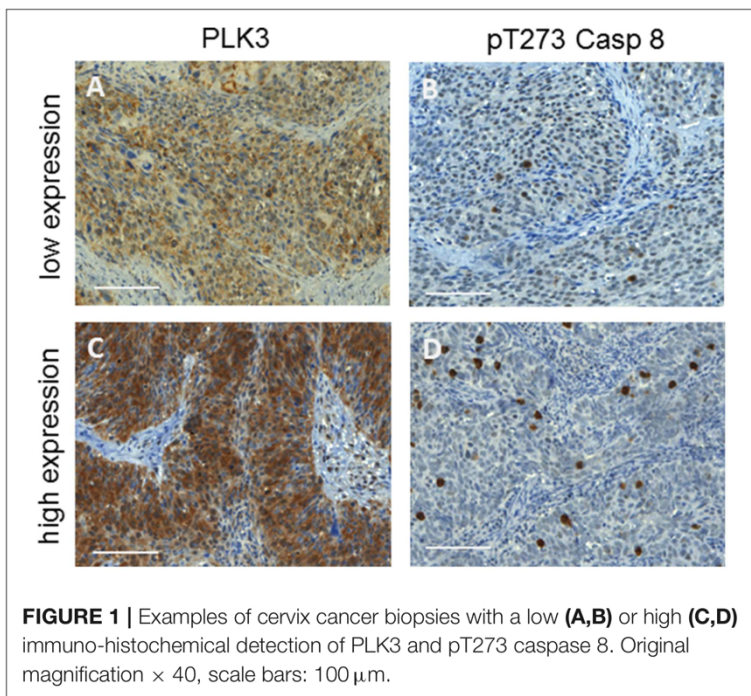 PLK3 pT273 Casp 8
low expression
A B
high expression
C D
FIGURE 1 | Examples of cervix cancer biopsies with a low (A,B) or high (C,D)
immuno-histochemical detection of PLK3 and pT273 caspase 8. Original
magnification × 40, scale bars: 100 μm.